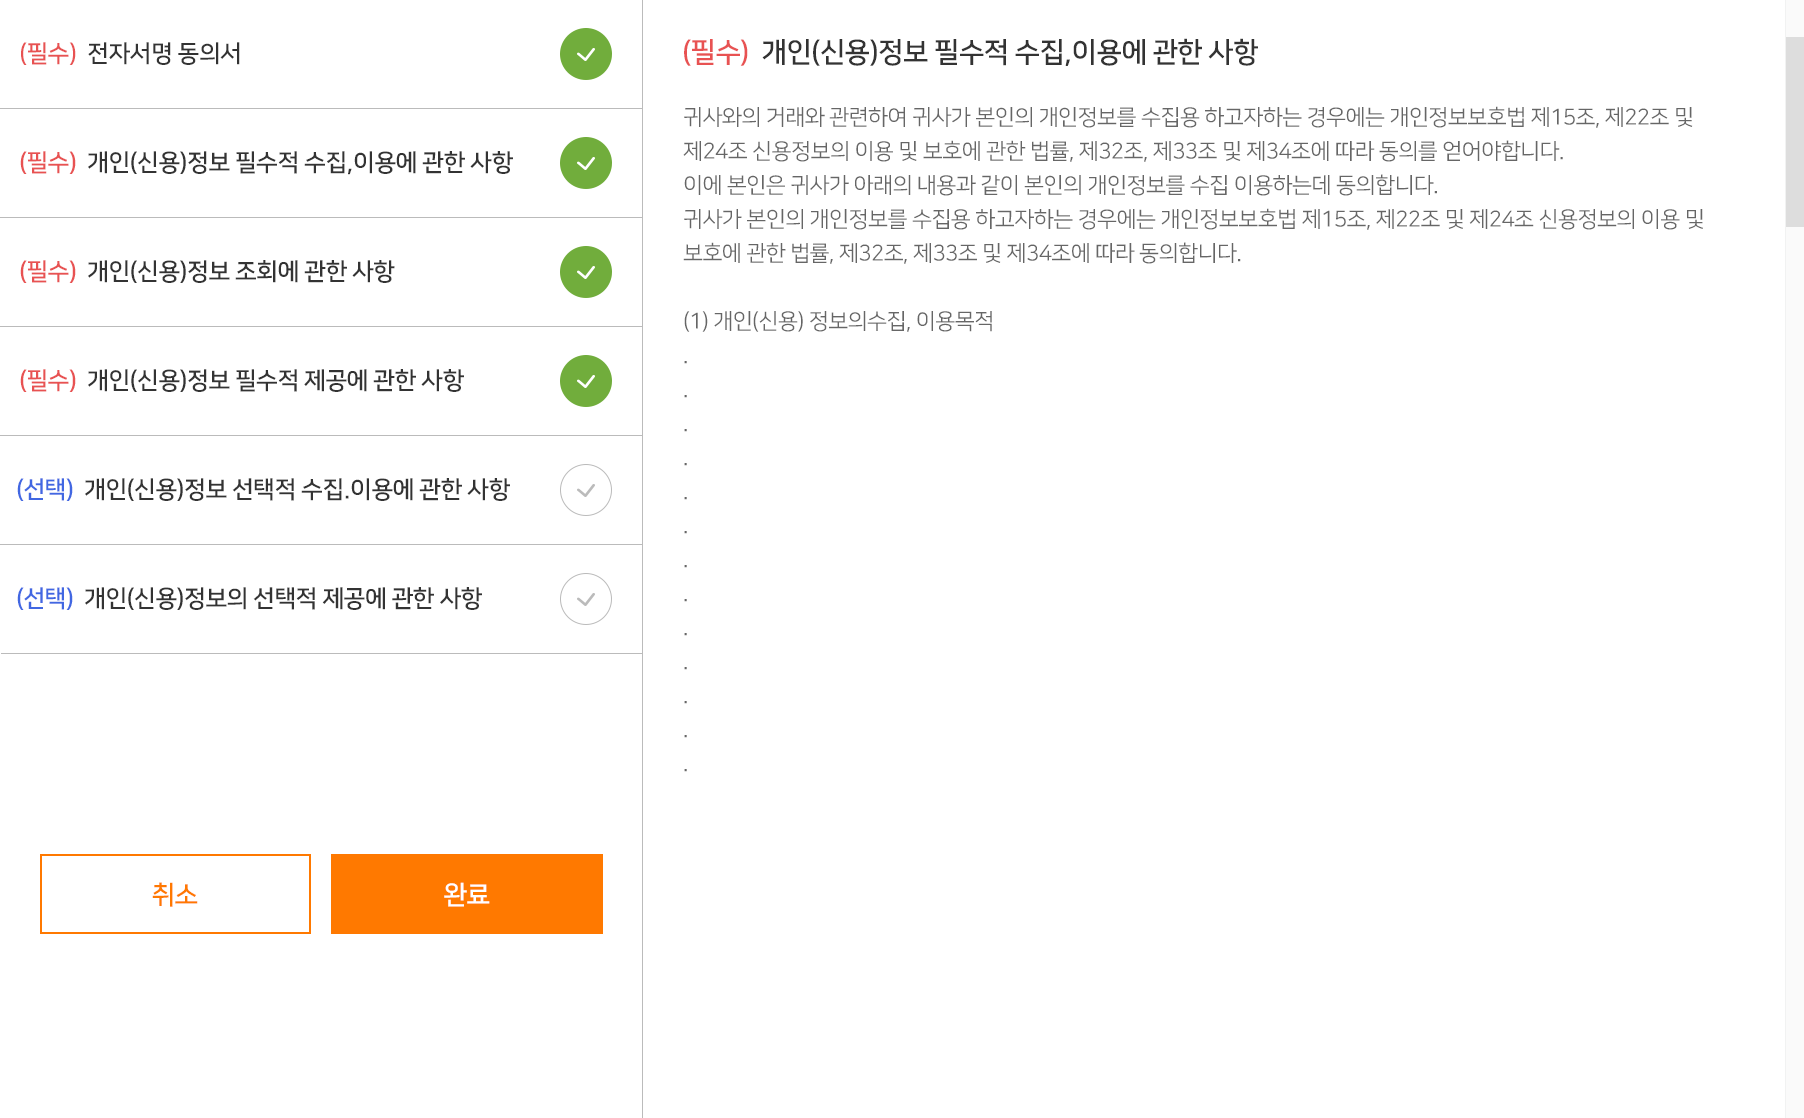 (필수) 전자서명 동의서
(필수) 개인(신용)정보 필수적 수집,이용에 관한 사항
(필수) 개인(신용)정보 조회에 관한 사항
(필수) 개인(신용)정보 필수적 제공에 관한 사항
(선택) 개인(신용)정보 선택적 수집.이용에 관한 사항
(선택) 개인(신용)정보의 선택적 제공에 관한 사항
취소
완료
(필수) 개인(신용)정보 필수적 수집,이용에 관한 사항
귀사와의 거래와 관련하여 귀사가 본인의 개인정보를 수집용 하고자하는 경우에는 개인정보보호법 제15조, 제22조 및
제24조 신용정보의 이용 및 보호에 관한 법률, 제32조, 제33조 및 제34조에 따라 동의를 얻어야합니다.
이에 본인은 귀사가 아래의 내용과 같이 본인의 개인정보를 수집 이용하는데 동의합니다.
귀사가 본인의 개인정보를 수집용 하고자하는 경우에는 개인정보보호법 제15조, 제22조 및 제24조 신용정보의 이용 및
보호에 관한 법률, 제32조, 제33조 및 제34조에 따라 동의합니다.
(1) 개인(신용) 정보의수집, 이용목적
.
.
.
.
.
.
.
.
.
.
.
.
.